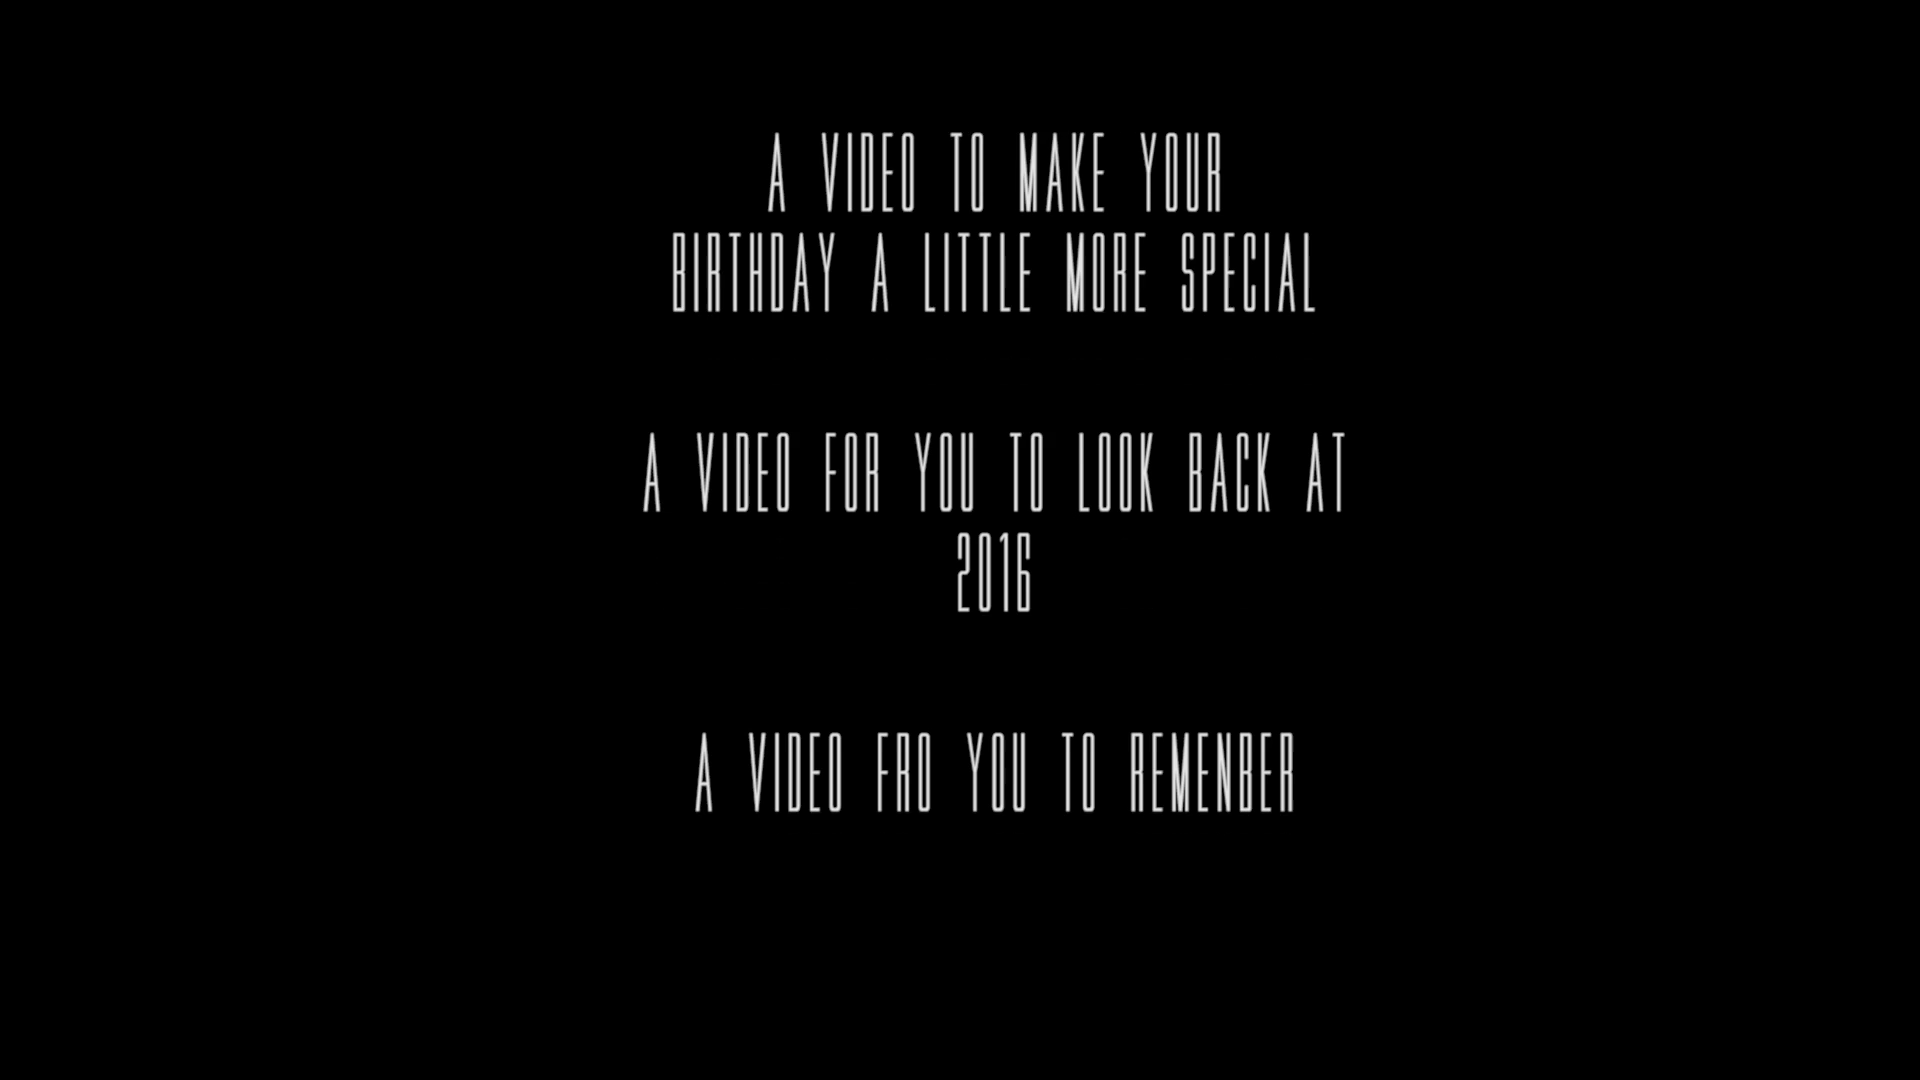 A VIDEO TO MAKE YOUR
BIRTHDAY A LITTLE MORE SPECIAL
A VIDEO FOR YOU TO LOOK BACK AT
2016
A VIDEO FRO YOU TO REMENBER